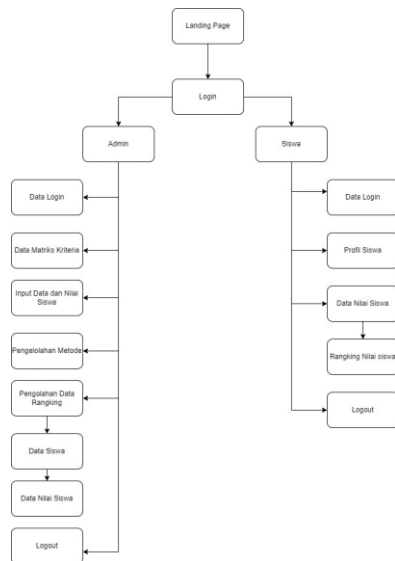 Landing Page
Login
Admin
Siswa
Data Login
Data Matriks Kriteria
Input Data dan Nilai
Siswa
Pengelolahan Metode
Pengolahan Data
Rangking
Data Siswa
Data Nilai Siswa
Logout
Data Login
Profil Siswa
Data Nilai Siswa
Rangking Nilai siswa
Logout